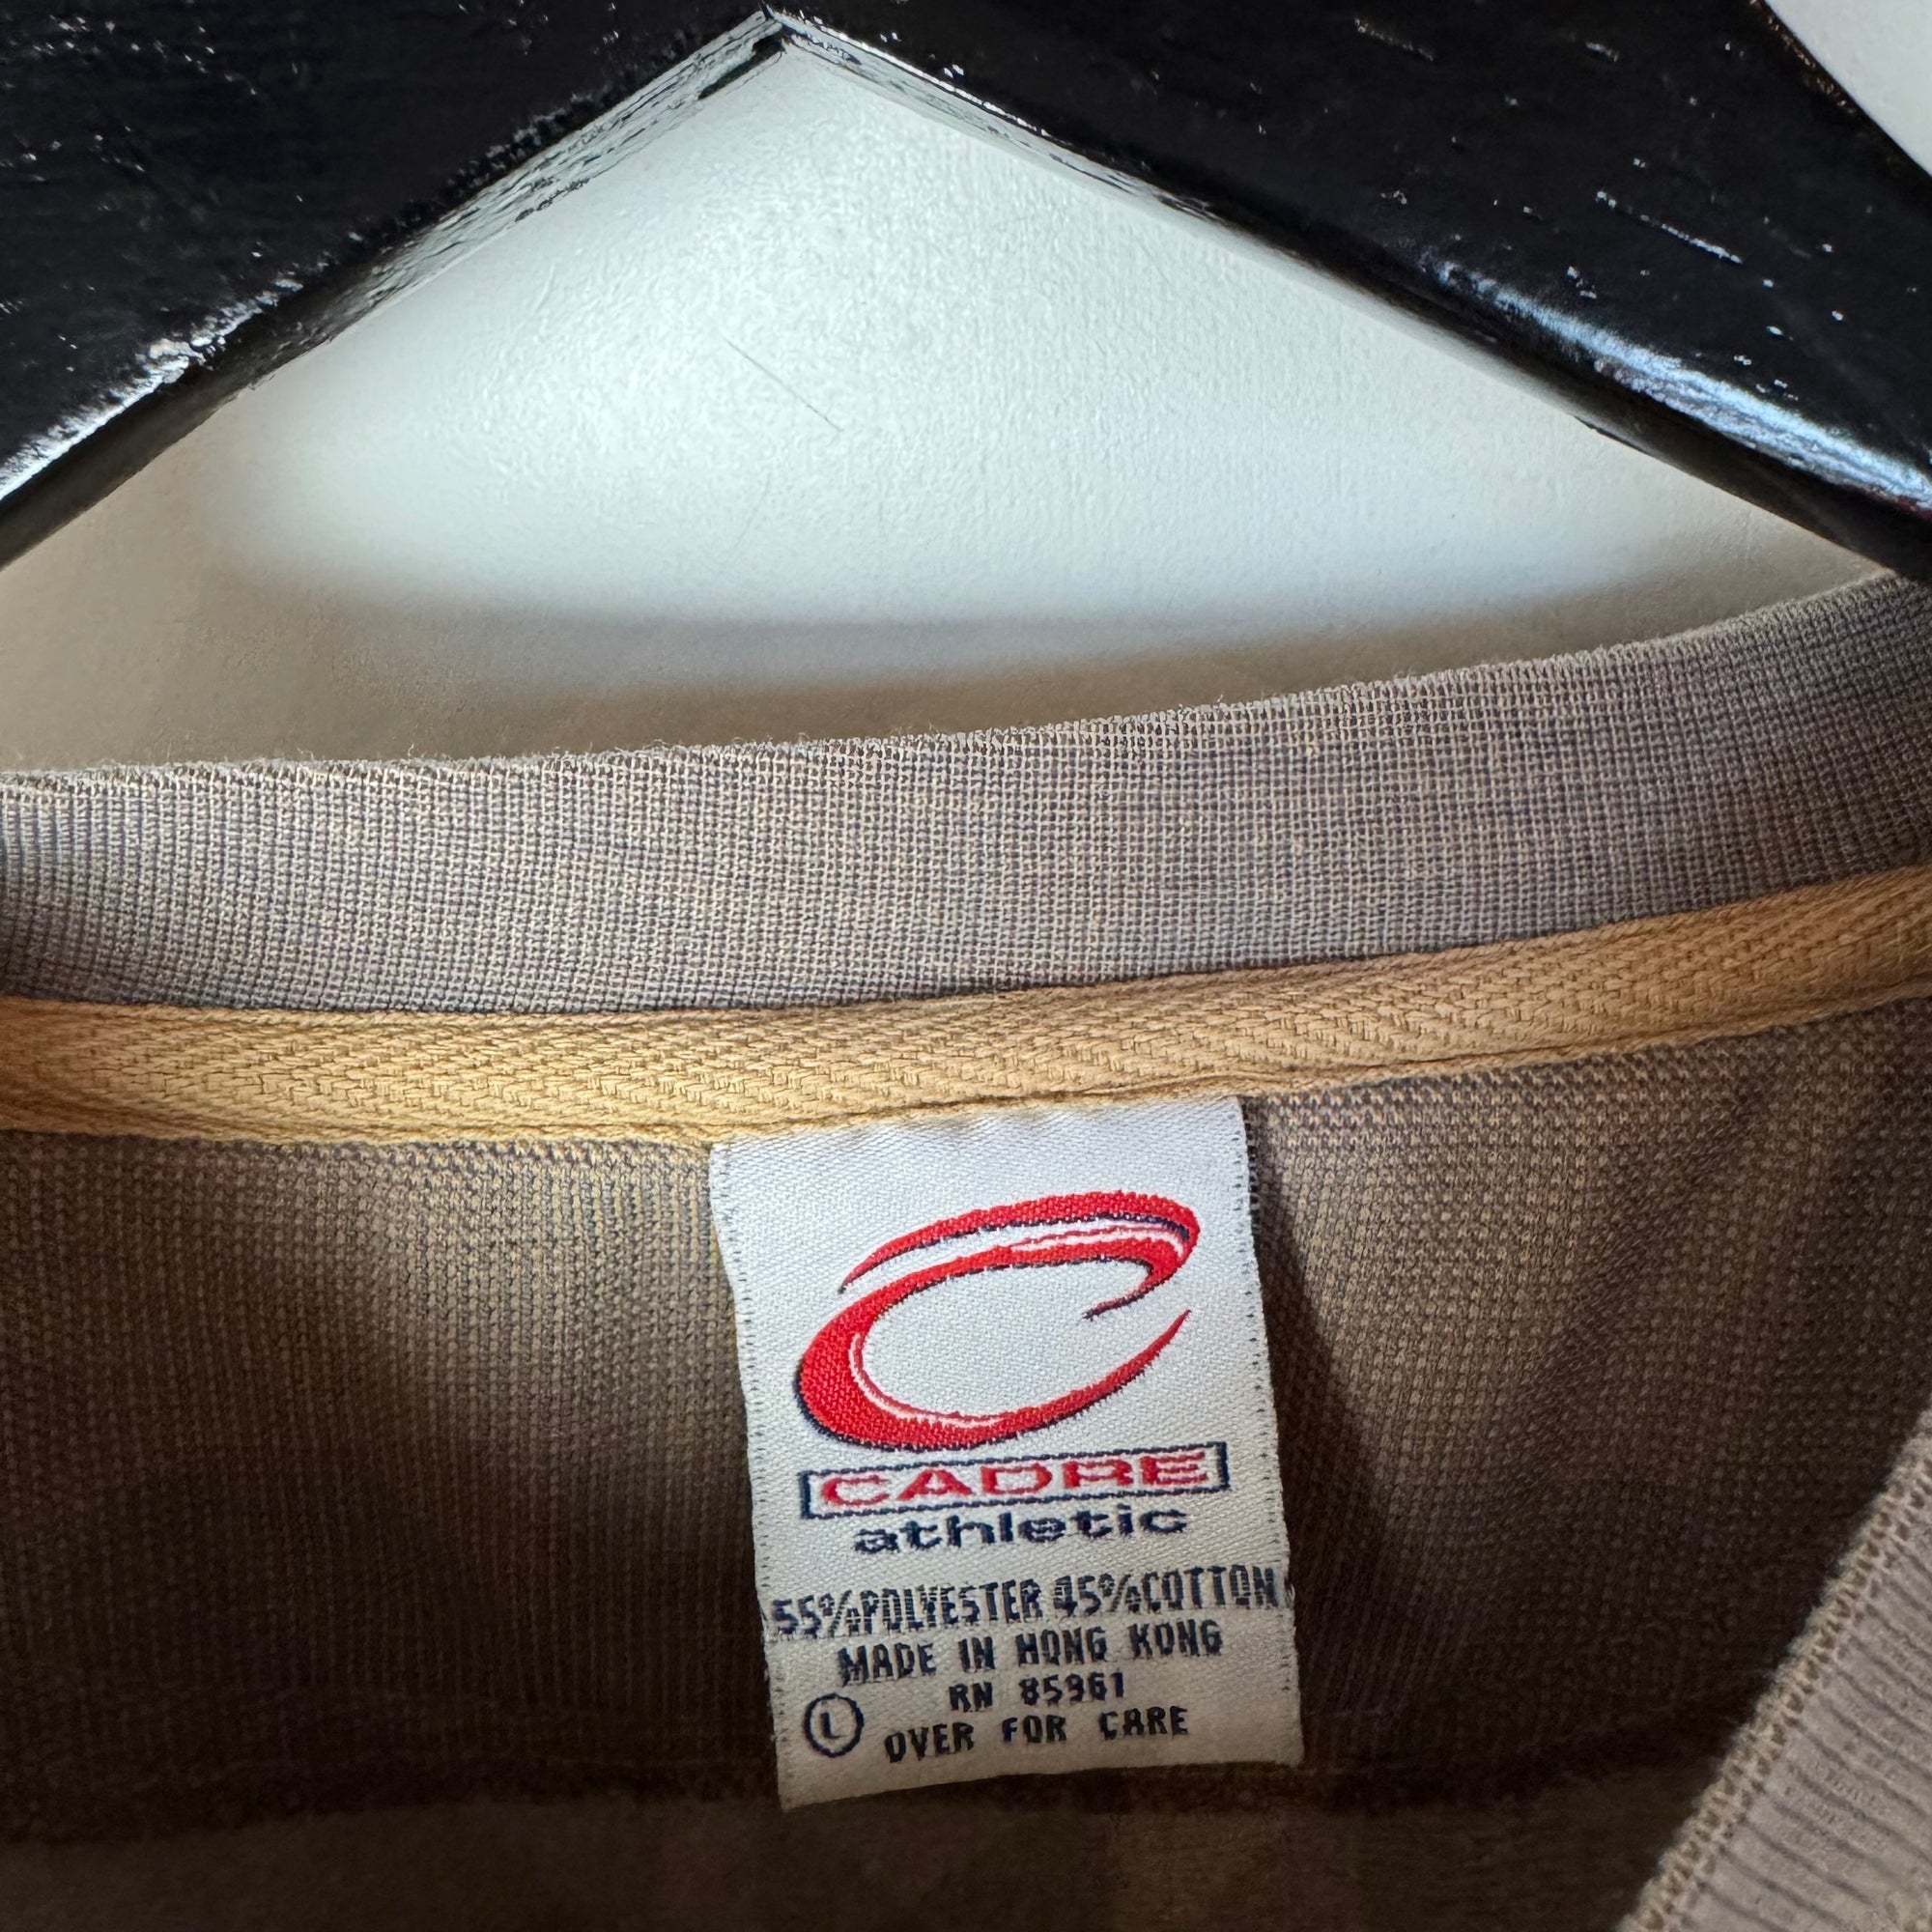 CADRE
athletic
55%POLYESTER 45%COTTON
MADE IN HONG KONG
RN 85961
L
OVER FOR CARE